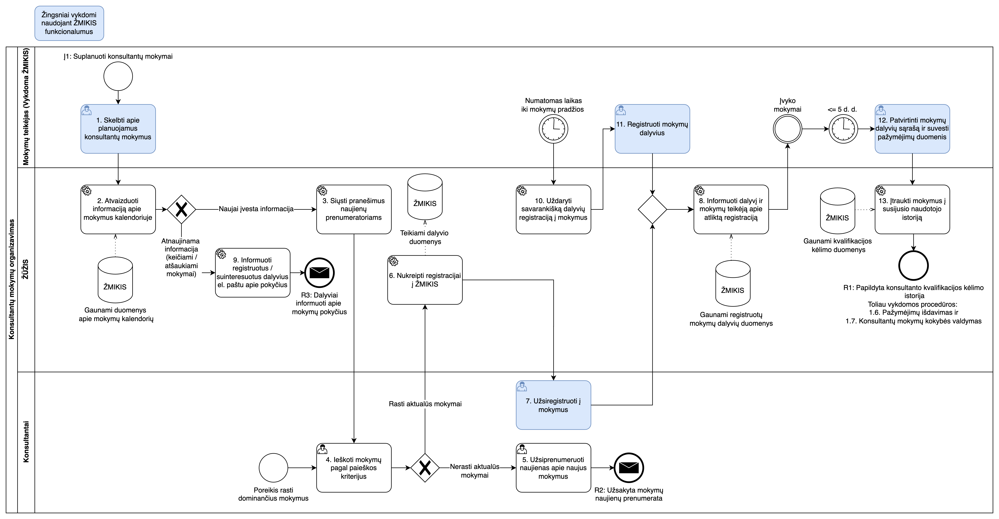 Žingsniai vykdomi
naudojant ŽMIKIS
funkcionalumus
Konsultantų mokymų organizavimas
Mokymų teikėjas (Vykdoma ŽMIKIS)
Į1: Suplanuoti konsultantų mokymai
1. Skelbti apie
planuojamus
konsultantų mokymus
Numatomas laikas
iki mokymų pradžios
11. Registruoti mokymų
dalyvius
Įvyko
mokymai
<= 5 d. d.
12. Patvirtinti mokymų
dalyvių sąrašą ir suvesti
pažymėjimų duomenis
ŽŪŽIS
2. Atvaizduoti
informaciją apie
mokymus kalendoriuje
Naujai įvesta informacija
3. Siųsti pranešimus
naujienų
prenumeratoriams
Atnaujinama
informacija
(keičiami /
atšaukiami
mokymai)
ŽMIKIS
Gaunami duomenys
apie mokymų kalendorių
9. Informuoti
registruotus /
suinteresuotus dalyvius
el. paštu apie pokyčius
R3: Dalyviai
informuoti apie
mokymų pokyčius
ŽMIKIS
Teikiami dalyvio
duomenys
6. Nukreipti registracijai
į ŽMIKIS
10. Uždaryti
savarankišką dalyvių
registraciją į mokymus
8. Informuoti dalyvį ir
mokymų teikėją apie
atliktą registraciją
ŽMIKIS
Gaunami registruotų
mokymų dalyvių duomenys
ŽMIKIS
Gaunami kvalifikacijos
kėlimo duomenys
13. Įtraukti mokymus į
susijusio naudotojo
istoriją
R1: Papildyta konsultanto kvalifikacijos kėlimo
istorija
Toliau vykdomos procedūros:
1.6. Pažymėjimų išdavimas ir
1.7. Konsultantų mokymų kokybės valdymas
Konsultantai
Poreikis rasti
dominančius mokymus
4. Ieškoti mokymų
pagal paieškos
kriterijus
Rasti aktualūs mokymai
Nerasti aktualūs
mokymai
7. Užsiregistruoti į
mokymus
5. Užsiprenumeruoti
naujienas apie naujus
mokymus
R2: Užsakyta mokymų
naujienų prenumerata